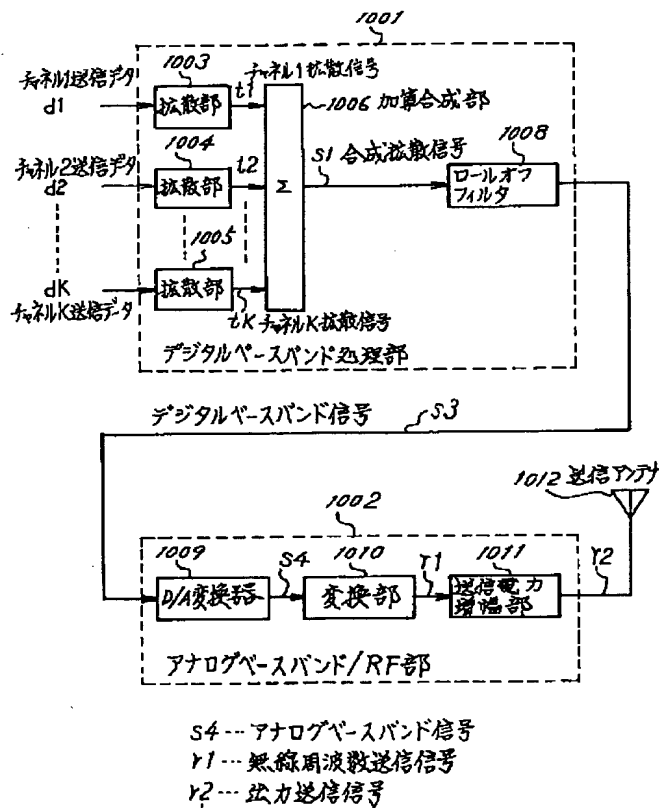 1001
チャネル1送信データ
d1
1003
拡散部
t1
チャネル1拡散信号
1006 加算合成部
チャネル2送信データ
d2
1004
拡散部
t2
Σ
S1 合成拡散信号
1008
ロールオフ
フィルタ
1005
dK
チャネルK送信データ
拡散部
tK チャネルK拡散信号
デジタルベースバンド処理部
デジタルベースバンド信号
S3
1012 送信アンテナ
1002
1009
D/A変換器
S4
1010
変換部
r1
1011
送信電力
増幅部
r2
アナログベースバンド/RF部
S4…アナログベースバンド信号
r1…無線周波数送信信号
r2…出力送信信号